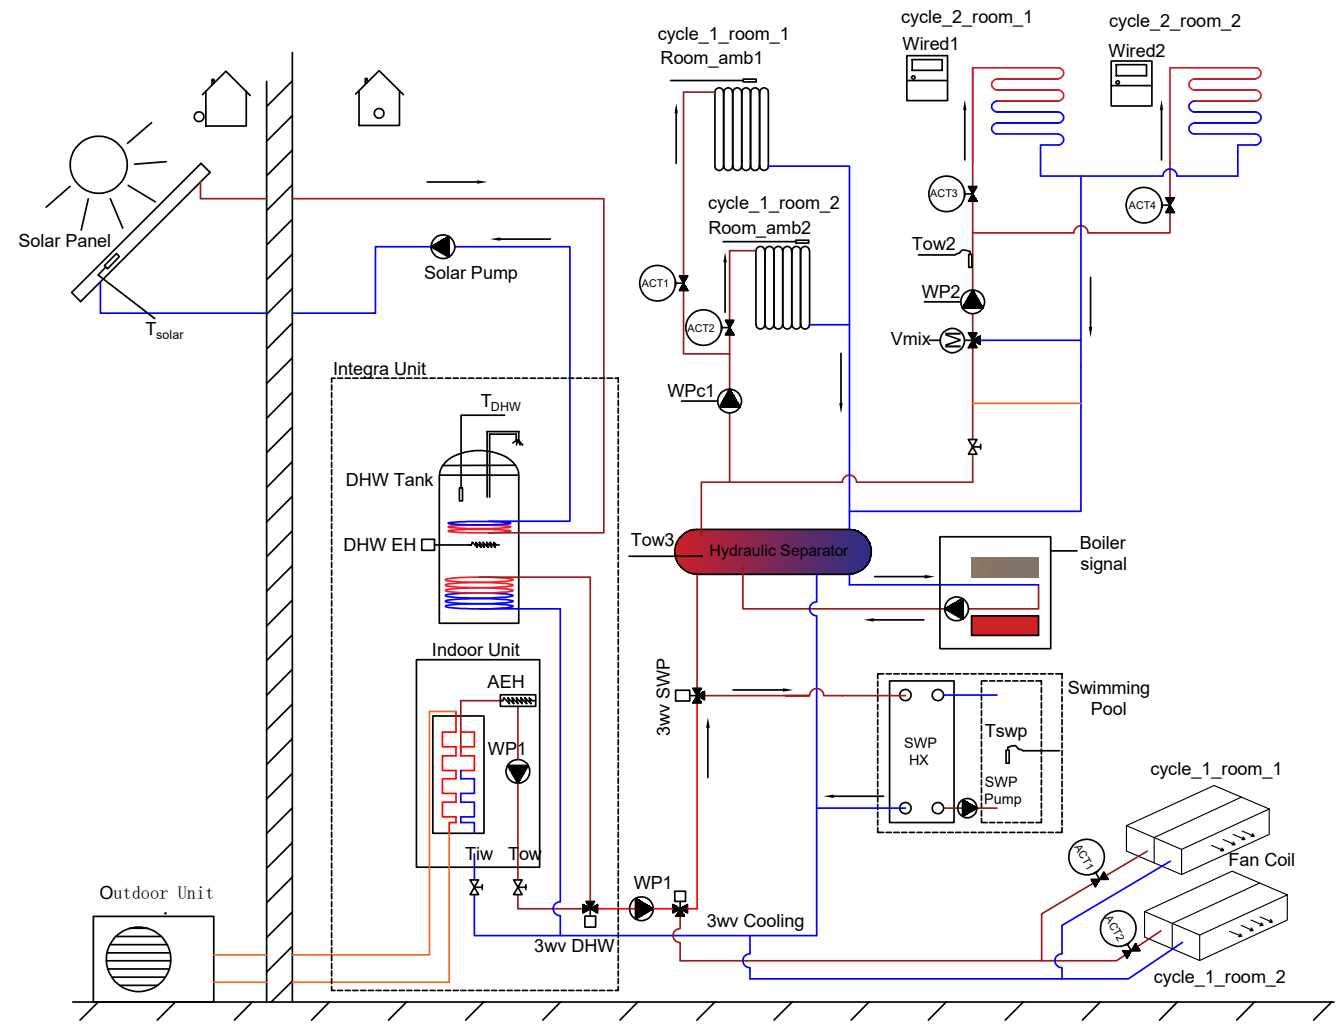 cycle_1_room_1
Room_amb1
cycle_2_room_1
Wired1
cycle_2_room_2
Wired2
Solar Panel
T_solar
Solar Pump
cycle_1_room_2
Room_amb2
ACT1
ACT2
ACT3
ACT4
Tow2
WP2
Vmix
M
WPc1
Integra Unit
T_DHW
DHW Tank
DHW EH
Tow3
Hydraulic Separator
Boiler
signal
Indoor Unit
AEH
WP1
Tiw
Tow
3wv SWP
Swimming
Pool
SWP
HX
Tswp
SWP
Pump
Outdoor Unit
WP1
3wv DHW
3wv Cooling
cycle_1_room_1
ACT1
Fan Coil
ACT2
cycle_1_room_2